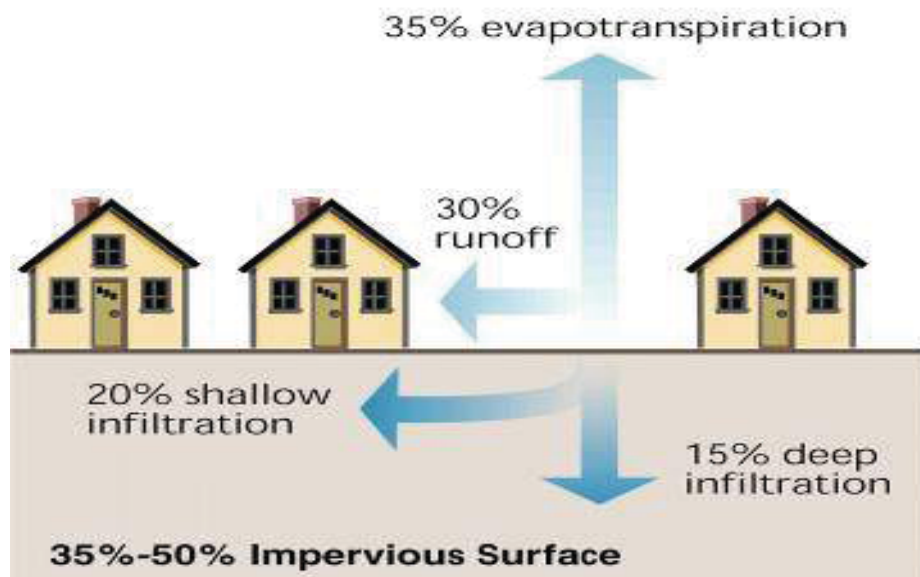 35% evapotranspiration
30%
runoff
20% shallow
infiltration
15% deep
infiltration
35%-50% Impervious Surface